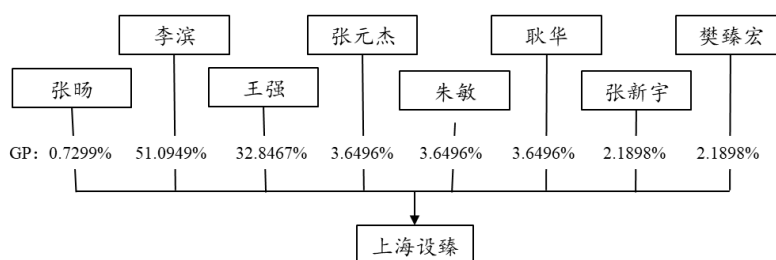 李滨 张元杰 耿华 樊臻宏
张旸 王强 朱敏 张新宇
GP：0.7299% 51.0949% 32.8467% 3.6496% 3.6496% 3.6496% 2.1898% 2.1898%
上海设臻